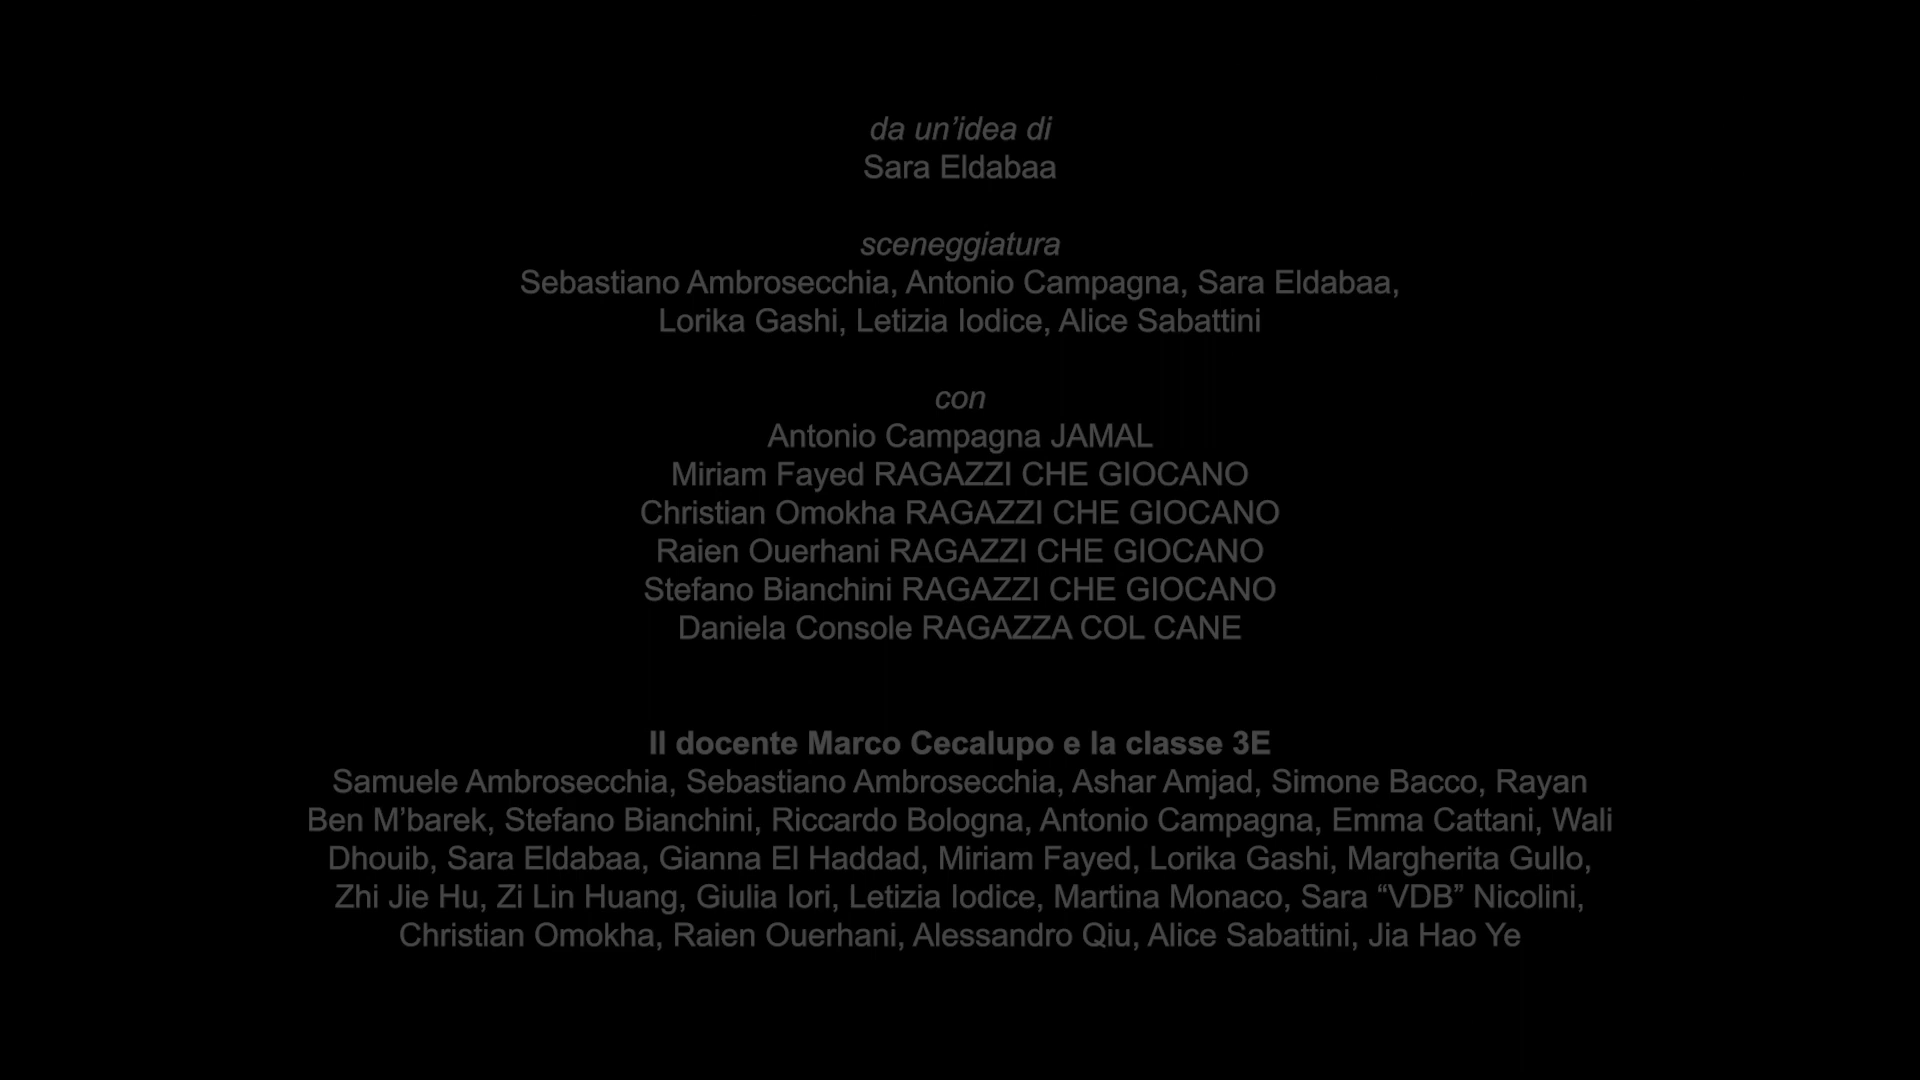 da un’idea di
Sara Eldabaa
sceneggiatura
Sebastiano Ambrosecchia, Antonio Campagna, Sara Eldabaa,
Lorika Gashi, Letizia Iodice, Alice Sabattini
con
Antonio Campagna JAMAL
Miriam Fayed RAGAZZI CHE GIOCANO
Christian Omokha RAGAZZI CHE GIOCANO
Raien Ouerhani RAGAZZI CHE GIOCANO
Stefano Bianchini RAGAZZI CHE GIOCANO
Daniela Console RAGAZZA COL CANE
Il docente Marco Cecalupo e la classe 3E
Samuele Ambrosecchia, Sebastiano Ambrosecchia, Ashar Amjad, Simone Bacco, Rayan
Ben M’barek, Stefano Bianchini, Riccardo Bologna, Antonio Campagna, Emma Cattani, Wali
Dhouib, Sara Eldabaa, Gianna El Haddad, Miriam Fayed, Lorika Gashi, Margherita Gullo,
Zhi Jie Hu, Zi Lin Huang, Giulia Iori, Letizia Iodice, Martina Monaco, Sara “VDB” Nicolini,
Christian Omokha, Raien Ouerhani, Alessandro Qiu, Alice Sabattini, Jia Hao Ye